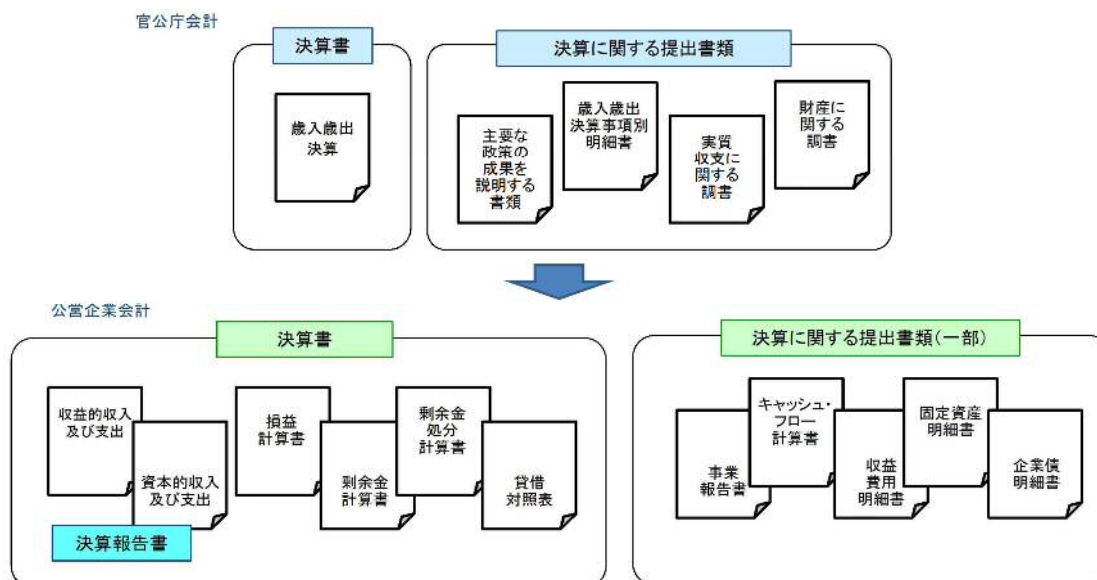 官公庁会計
決算書
歳入歳出
決算
決算に関する提出書類
主要な
政策の
成果を
説明する
書類
歳入歳出
決算事項別
明細書
実質
収支に
関する
調書
財産に
関する
調書
公営企業会計
決算書
収益的収入
及び支出
資本的収入
及び支出
決算報告書
損益
計算書
剰余金
計算書
剰余金
処分
計算書
貸借
対照表
決算に関する提出書類(一部)
事業
報告書
キャッシュ・
フロー
計算書
収益
費用
明細書
固定資産
明細書
企業債
明細書